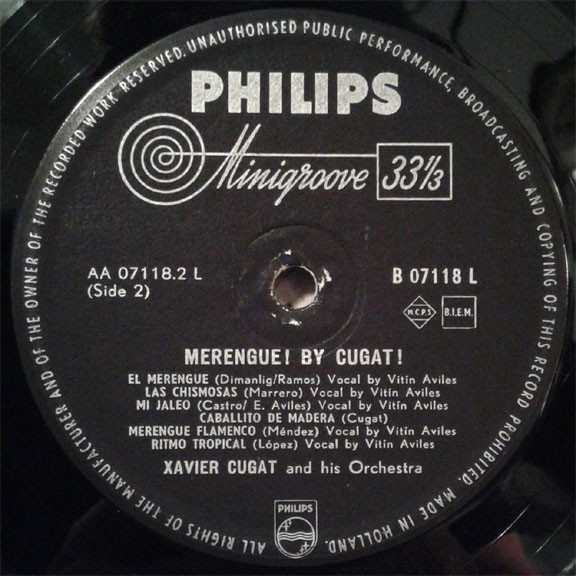 ALL RIGHTS OF THE MANUFACTURER AND OF THE OWNER OF THE RECORDED WORK RESERVED. UNAUTHORISED PUBLIC PERFORMANCE, BROADCASTING AND COPYING OF THIS RECORD PROHIBITED. MADE IN HOLLAND.
PHILIPS
Minigroove 33⅓
AA 07118.2 L
(Side 2)
B 07118 L
M.C.P.S
B.I.E.M.
MERENGUE! BY CUGAT!
EL MERENGUE (Dimanlig/Ramos) Vocal by Vitín Aviles
LAS CHISMOSAS (Marrero) Vocal by Vitín Aviles
MI JALEO (Castro/ E. Aviles) Vocal by Vitín Aviles
CABALLITO DE MADERA (Cugat)
MERENGUE FLAMENCO (Méndez) Vocal by Vitín Aviles
RITMO TROPICAL (López) Vocal by Vitín Aviles
XAVIER CUGAT and his Orchestra
PHILIPS